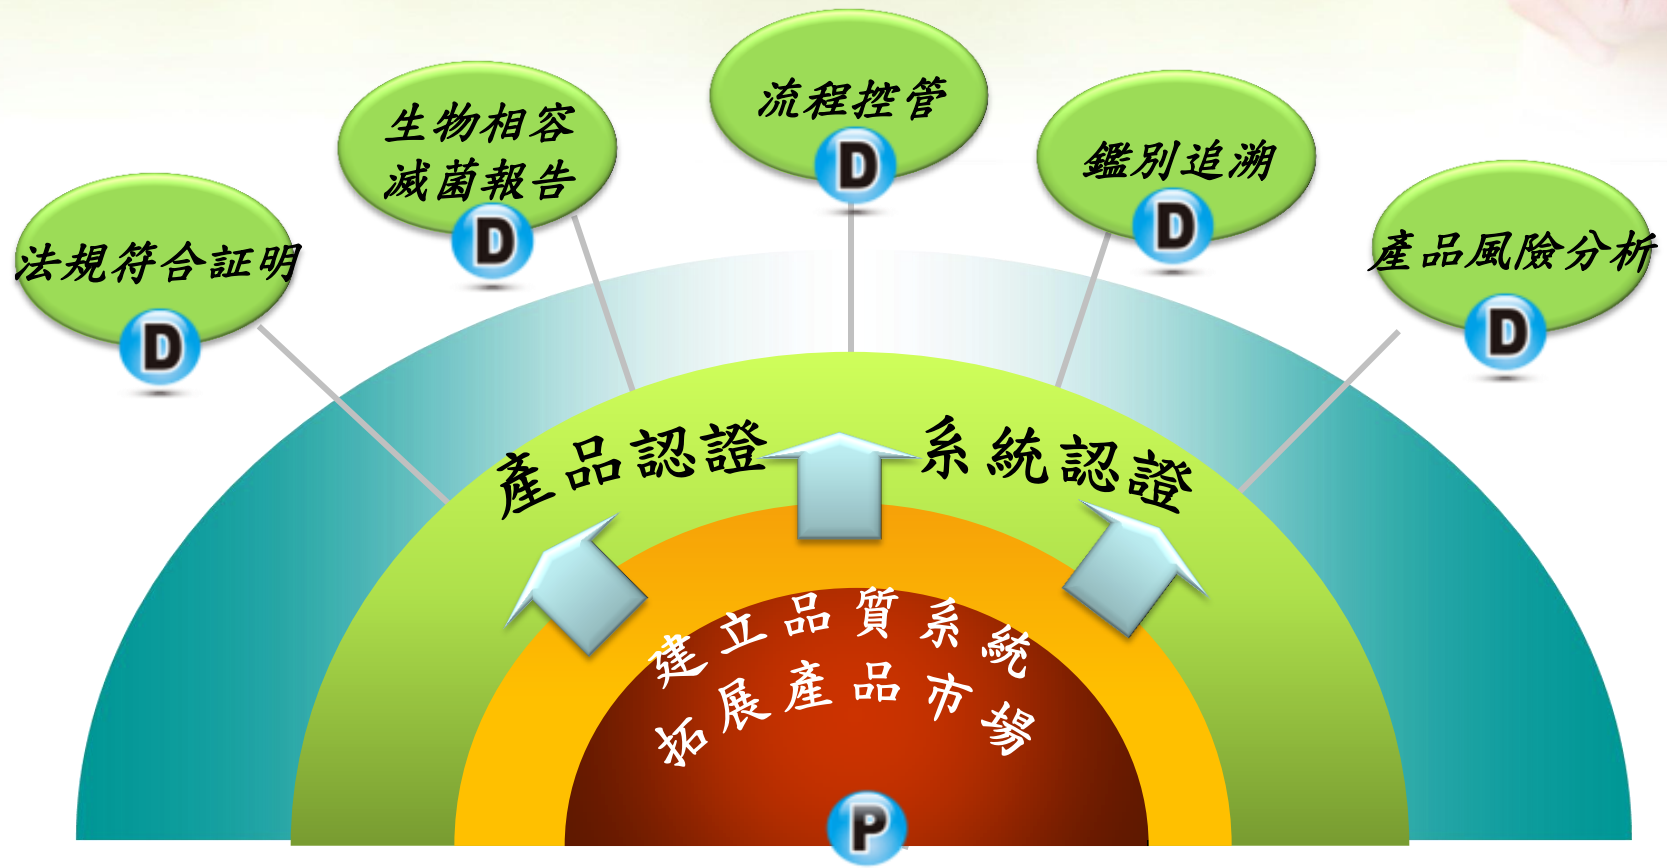 流程控管
D
生物相容
滅菌報告
D
鑑別追溯
D
法規符合証明
D
產品風險分析
D
產品認證
系統認證
建立品質系統
拓展產品市場
P